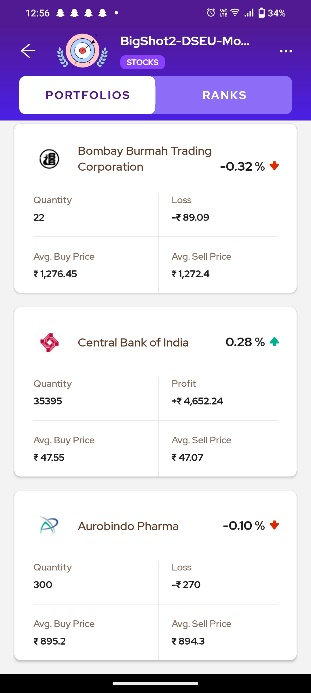 12:56
34%
BigShot2-DSEU-Mo...
STOCKS
PORTFOLIOS
RANKS
Bombay Burmah Trading
Corporation
-0.32 %
Quantity
Loss
22
-₹ 89.09
Avg. Buy Price
Avg. Sell Price
₹ 1,276.45
₹ 1,272.4
Central Bank of India
0.28 %
Quantity
Profit
35395
+₹ 4,652.24
Avg. Buy Price
Avg. Sell Price
₹ 47.55
₹ 47.07
Aurobindo Pharma
-0.10 %
Quantity
Loss
300
-₹ 270
Avg. Buy Price
Avg. Sell Price
₹ 895.2
₹ 894.3